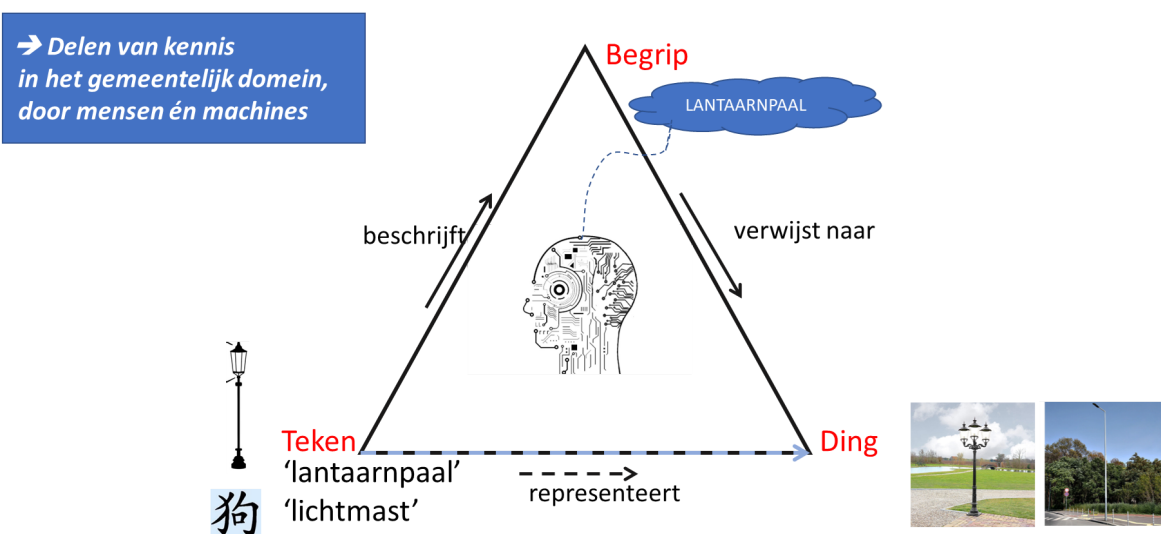 ➔ Delen van kennis
in het gemeentelijk domein,
door mensen én machines
Begrip
LANTAARNPAAL
beschrijft
verwijst naar
Teken
Ding
‘lantaarnpaal’
representeert
‘lichtmast’
狗